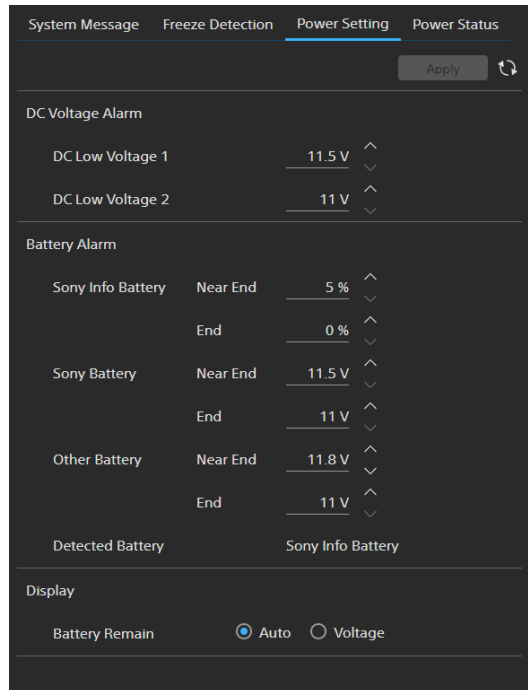 System Message Freeze Detection Power Setting Power Status
Apply
DC Voltage Alarm
DC Low Voltage 1 11.5 V
DC Low Voltage 2 11 V
Battery Alarm
Sony Info Battery Near End 5 %
End 0 %
Sony Battery Near End 11.5 V
End 11 V
Other Battery Near End 11.8 V
End 11 V
Detected Battery Sony Info Battery
Display
Battery Remain Auto Voltage